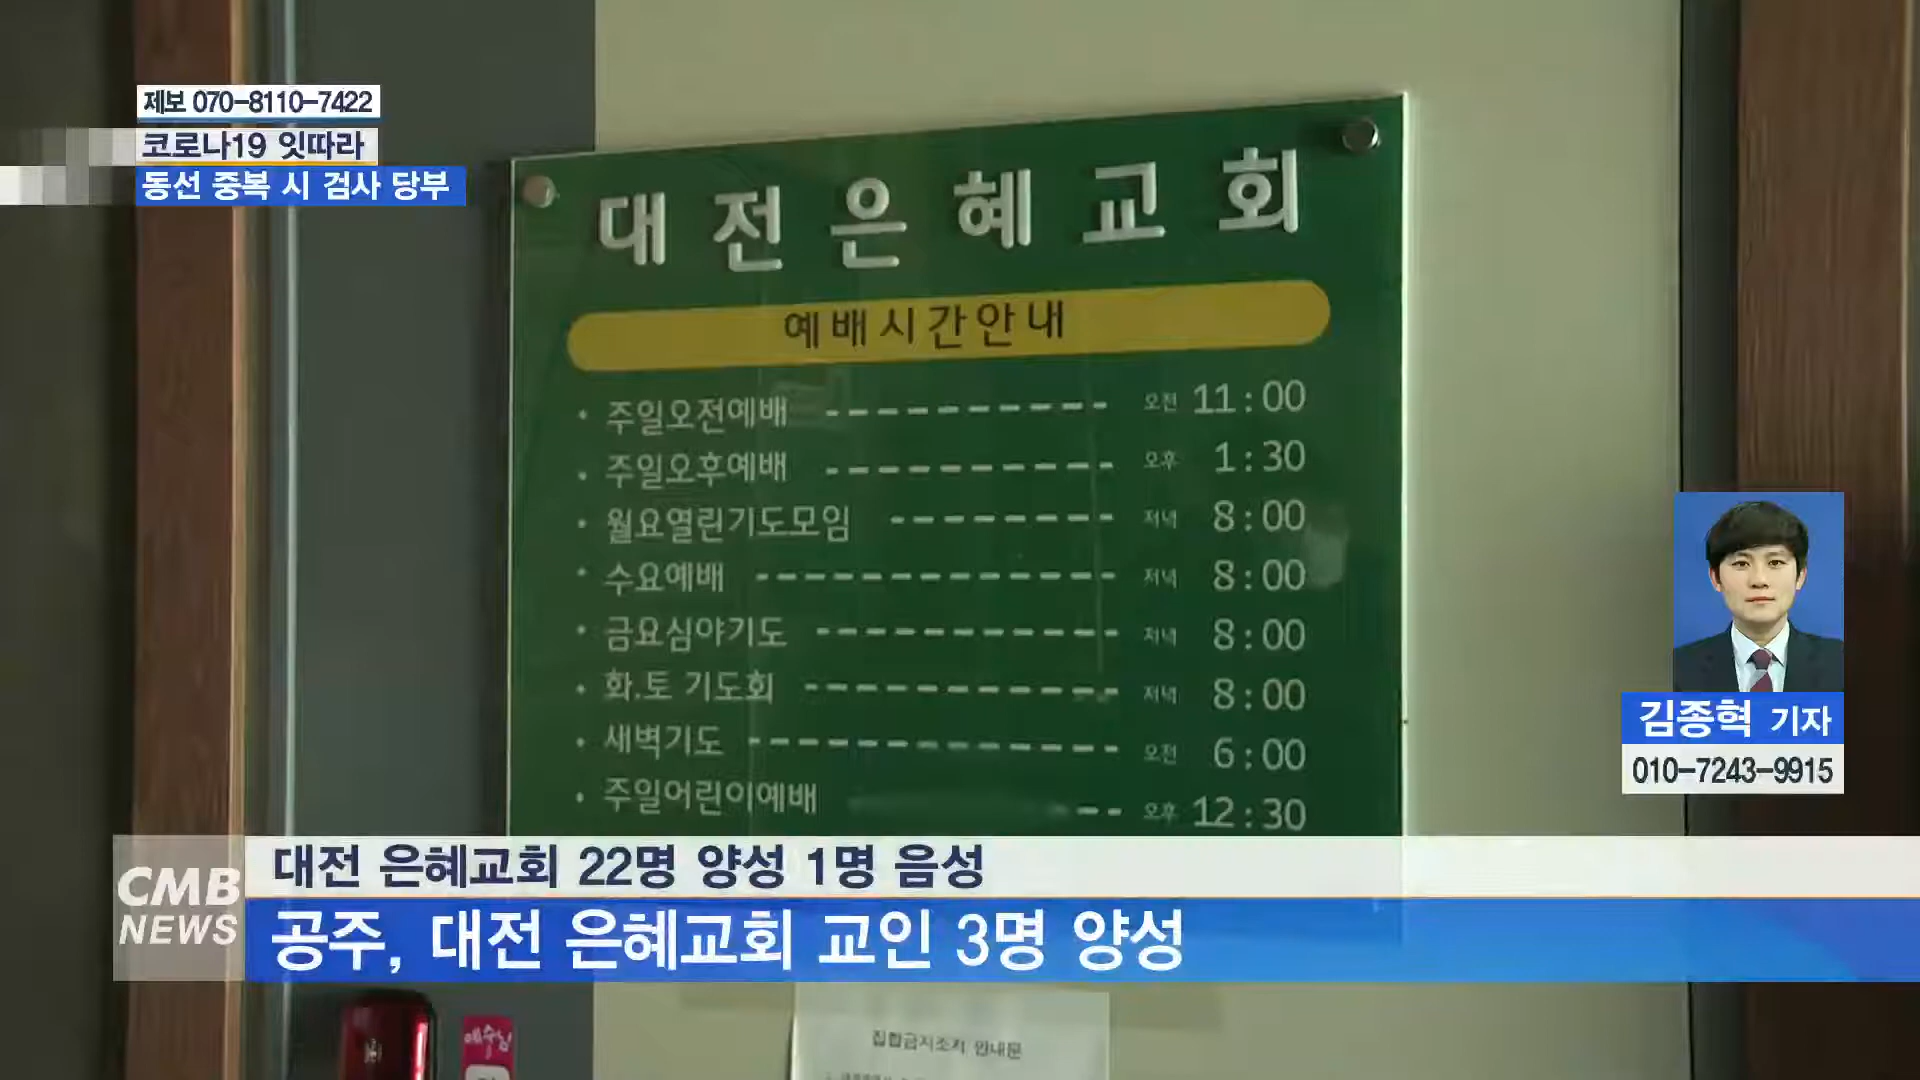 제보 070-8110-7422
코로나19 잇따라
동선 중복 시 검사 당부
대전은혜교회
예배시간안내
• 주일오전예배 ---------- 오전 11:00
• 주일오후예배 ---------- 오후 1:30
• 월요열린기도모임 -------- 저녁 8:00
• 수요예배 ------------- 저녁 8:00
• 금요심야기도 ----------- 저녁 8:00
• 화.토 기도회 ----------- 저녁 8:00
• 새벽기도 ------------- 오전 6:00
• 주일어린이예배 -- 오후 12:30
김종혁 기자
010-7243-9915
CMB NEWS
대전 은혜교회 22명 양성 1명 음성
공주, 대전 은혜교회 교인 3명 양성
예수님
집합금지조치 안내문